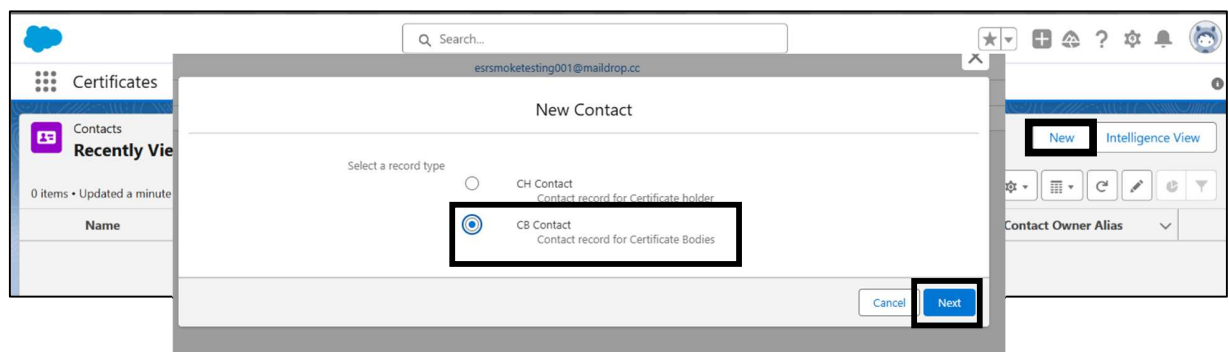 Search...
esrsmoketesting001@maildrop.cc
Certificates
New Contact
Contacts
Recently Vie
New
Intelligence View
Select a record type
CH Contact
Contact record for Certificate holder
0 items • Updated a minute
CB Contact
Contact record for Certificate Bodies
Name
Contact Owner Alias
Cancel
Next